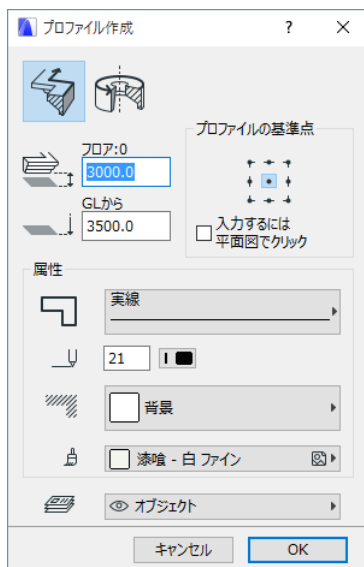 プロファイル作成
?
プロファイルの基準点
フロア:0
3000.0
GLから
3500.0
入力するには
平面図でクリック
属性
実線
21
背景
漆喰 - 白 ファイン
オブジェクト
キャンセル
OK